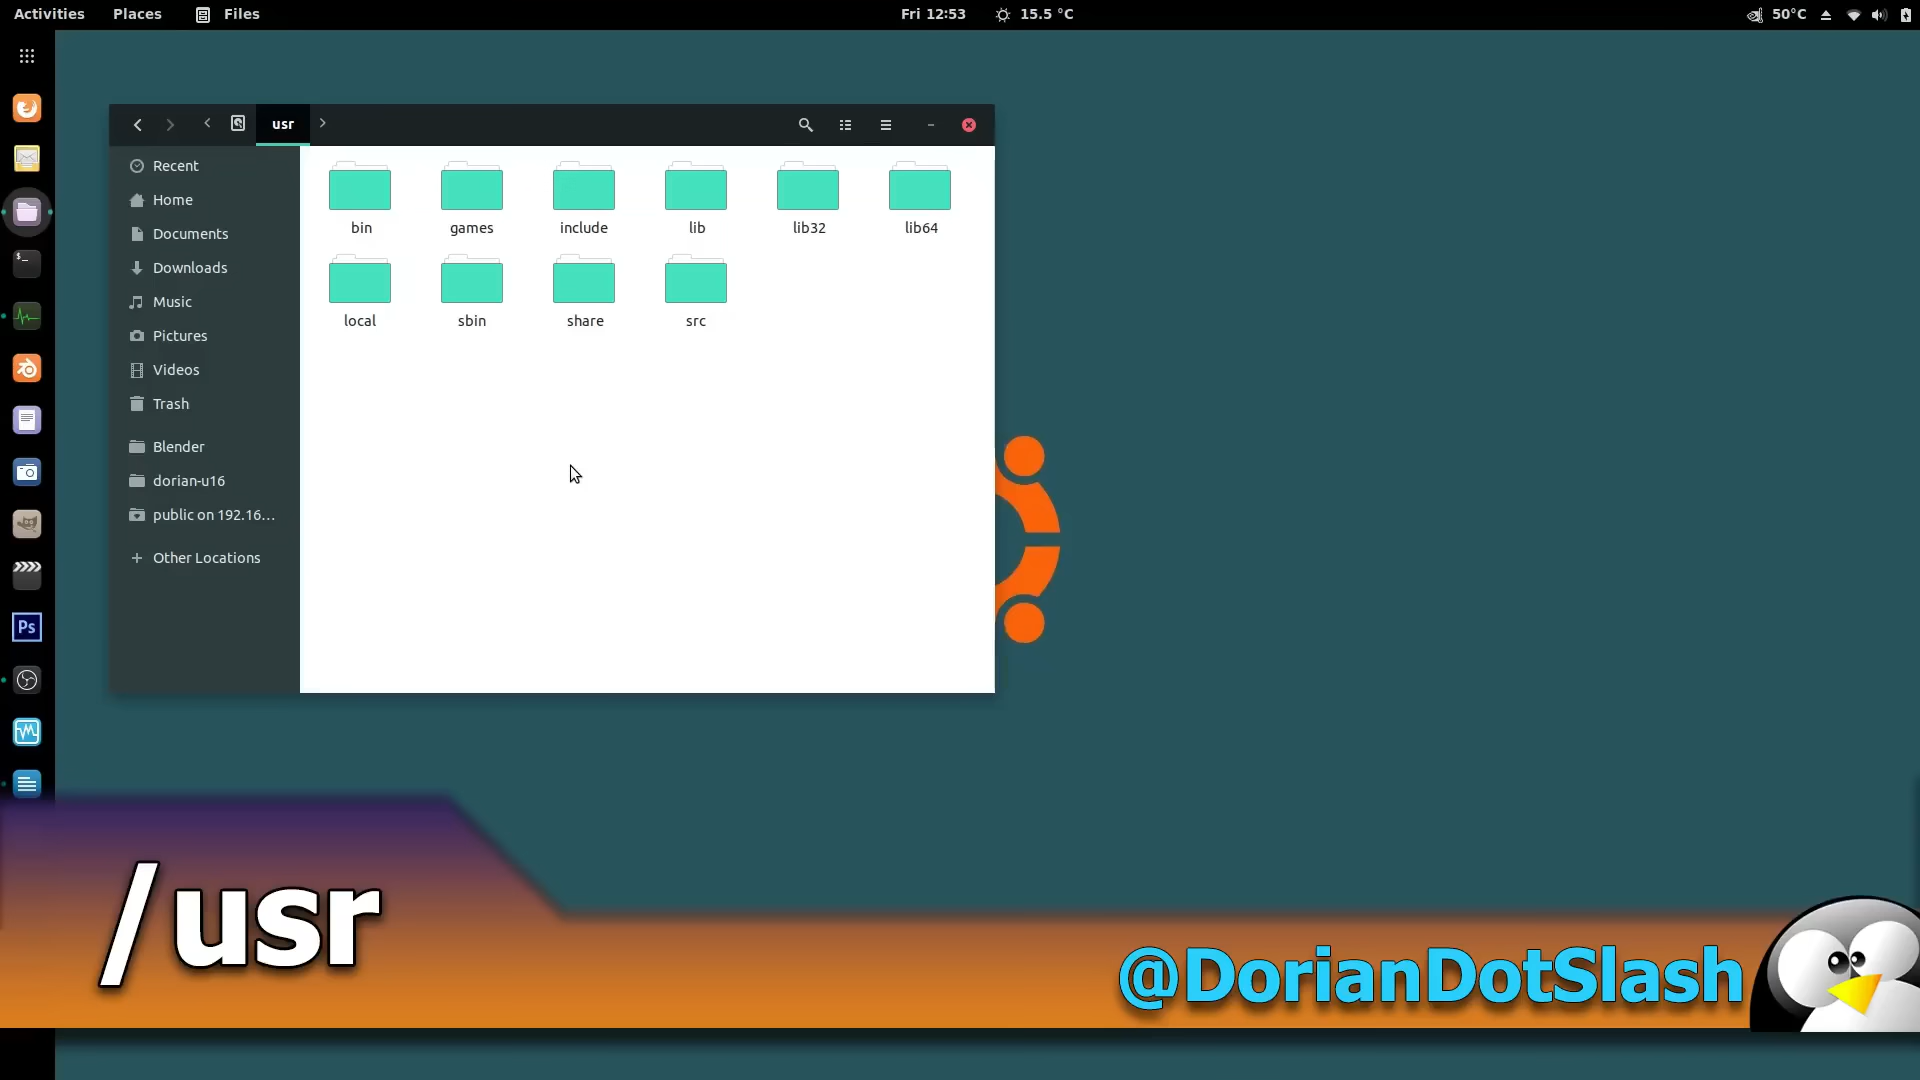 Activities Places Files Fri 12:53 15.5 °C 50°C
usr
Recent
Home
Documents
Downloads
Music
Pictures
Videos
Trash
Blender
dorian-u16
public on 192.16…
Other Locations
bin games include lib lib32 lib64
local sbin share src
$_
Ps
/usr
@DorianDotSlash